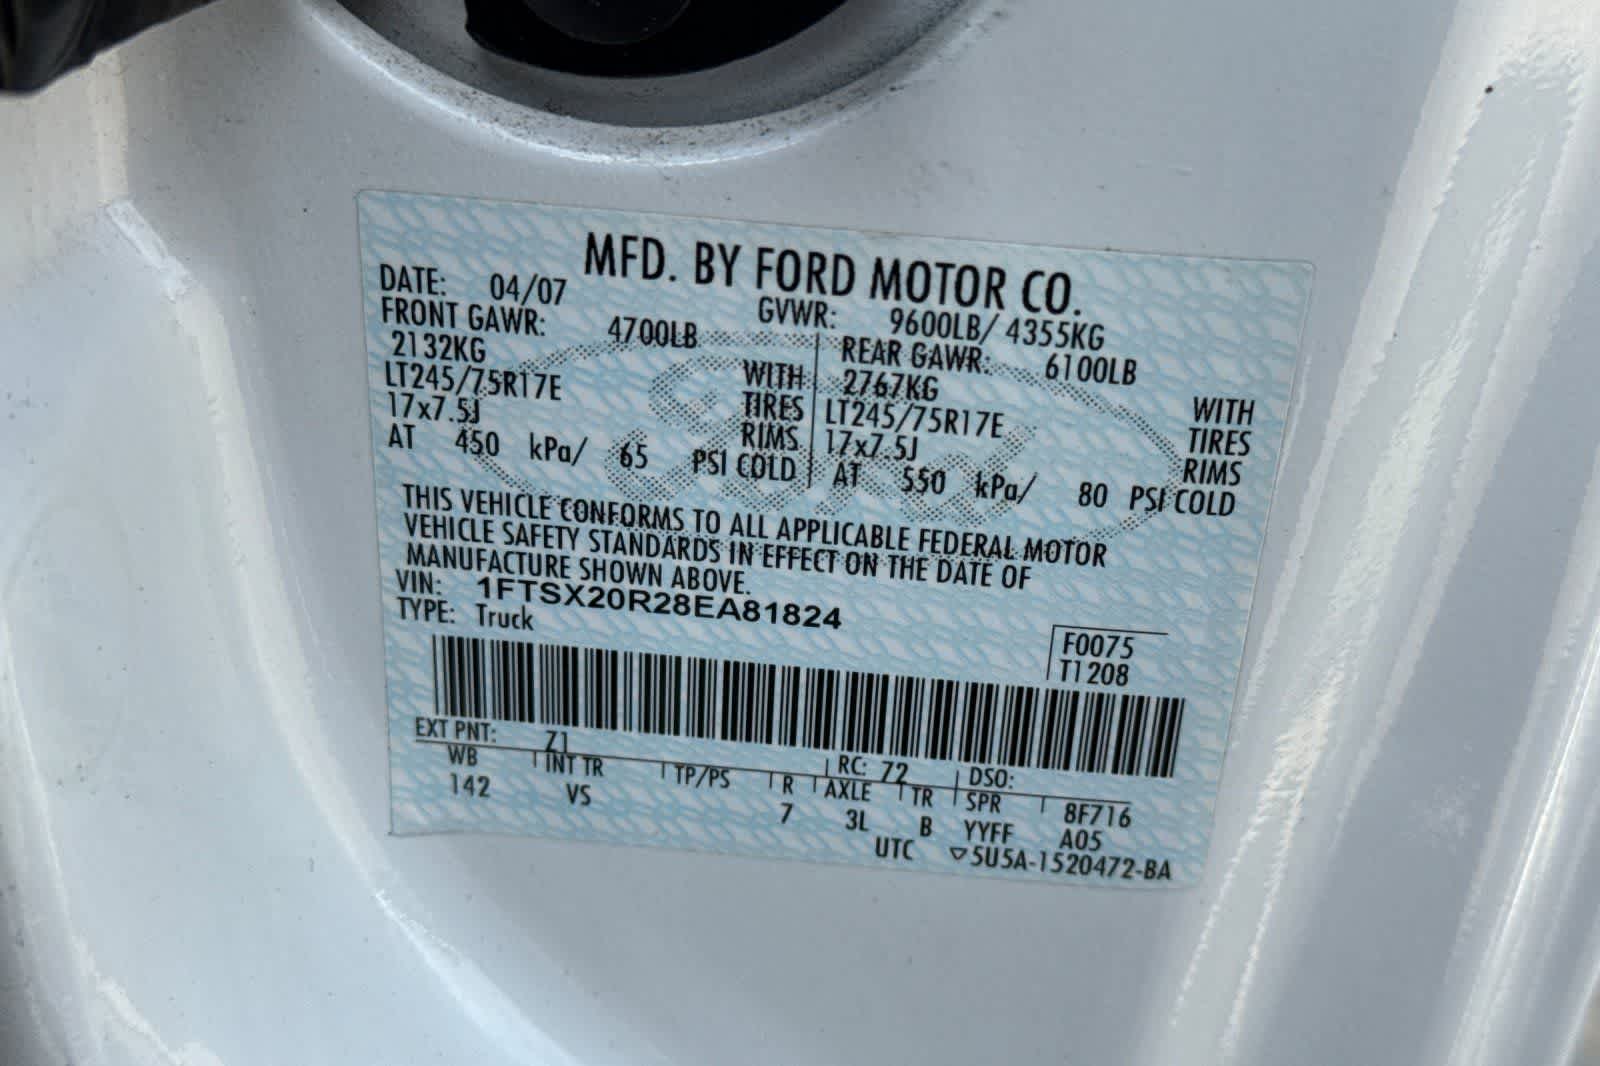 MFD. BY FORD MOTOR CO.
DATE: 04/07 GVWR: 9600LB/ 4355KG
FRONT GAWR: 4700LB REAR GAWR: 6100LB
2132KG WITH 2767KG WITH
LT245/75R17E TIRES LT245/75R17E TIRES
17x7.5J RIMS 17x7.5J RIMS
AT 450 kPa/ 65 PSI COLD AT 550 kPa/ 80 PSI COLD
THIS VEHICLE CONFORMS TO ALL APPLICABLE FEDERAL MOTOR
VEHICLE SAFETY STANDARDS IN EFFECT ON THE DATE OF
MANUFACTURE SHOWN ABOVE.
VIN: 1FTSX20R28EA81824
TYPE: Truck
F0075
T1208
EXT PNT: Z1 RC: 72 DSO:
WB INT TR TP/PS R AXLE TR SPR 8F716
142 VS 7 3L B YYFF A05
UTC ▽5U5A-1520472-BA